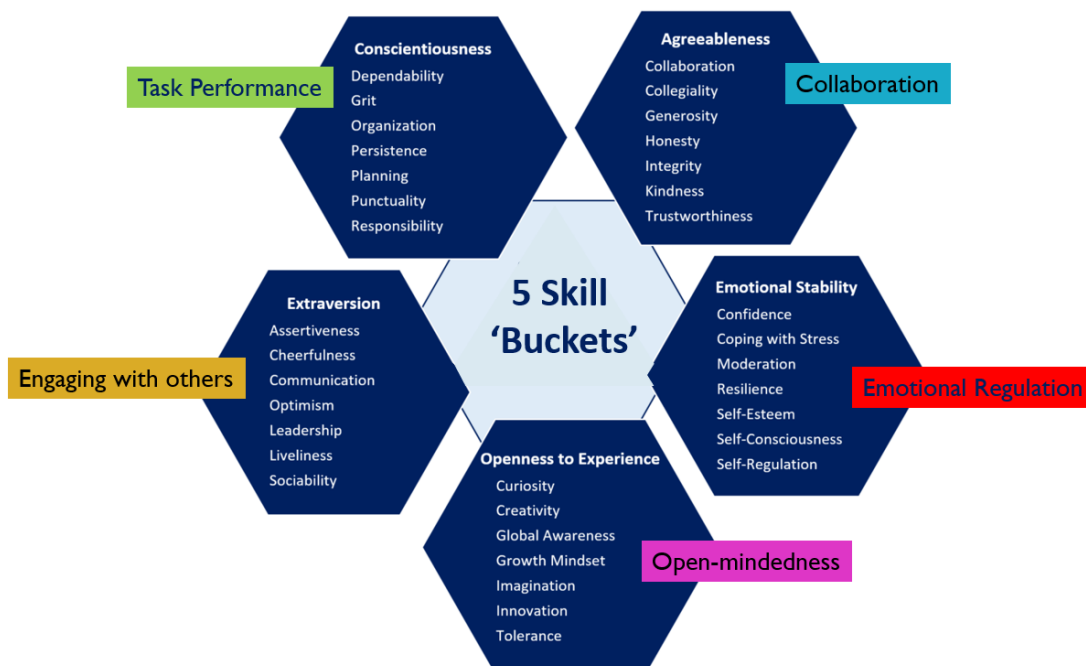 Conscientiousness
Dependability
Grit
Organization
Persistence
Planning
Punctuality
Responsibility
Task Performance
Agreeableness
Collaboration
Collegiality
Generosity
Honesty
Integrity
Kindness
Trustworthiness
Collaboration
5 Skill
‘Buckets’
Extraversion
Assertiveness
Cheerfulness
Communication
Optimism
Leadership
Liveliness
Sociability
Engaging with others
Emotional Stability
Confidence
Coping with Stress
Moderation
Resilience
Self-Esteem
Self-Consciousness
Self-Regulation
Emotional Regulation
Openness to Experience
Curiosity
Creativity
Global Awareness
Growth Mindset
Imagination
Innovation
Tolerance
Open-mindedness